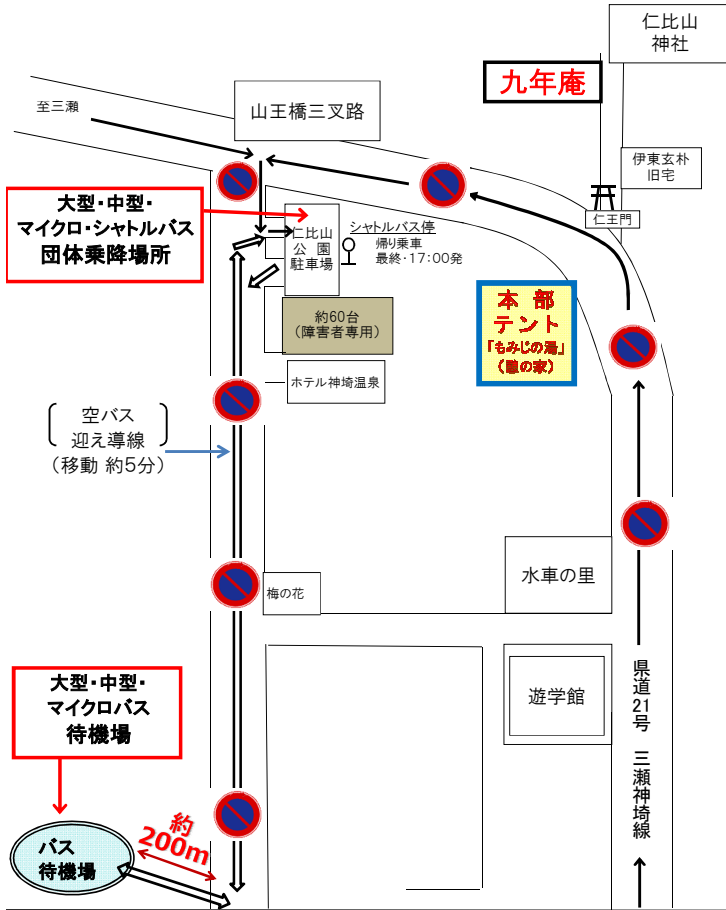 仁比山
神社
九年庵
至三瀬
山王橋三叉路
伊東玄朴
旧宅
仁王門
大型・中型・
マイクロ・シャトルバス
団体乗降場所
仁比山
公　園
駐車場
シャトルバス停
帰り乗車
最終・17:00発
約60台
（障害者専用）
本　部
テント
「もみじの湯」
ホテル神埼温泉
空バス
迎え導線
（移動 約5分）
水車の里
梅の花
大型・中型・
マイクロバス
待機場
遊学館
県道21号　三瀬神埼線
約
200m
バス
待機場